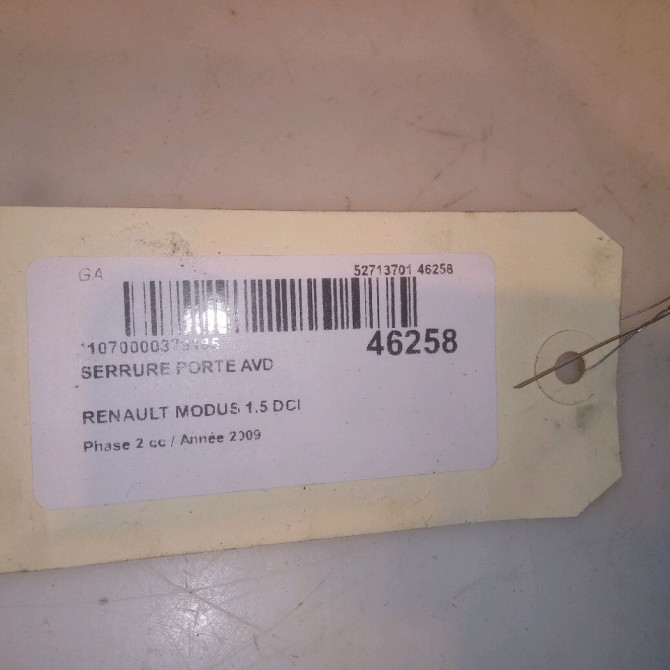 GA 52713701 46258
46258
SERRURE PORTE AVD
RENAULT MODUS 1.5 DCI
Phase 2 cc / Année 2009